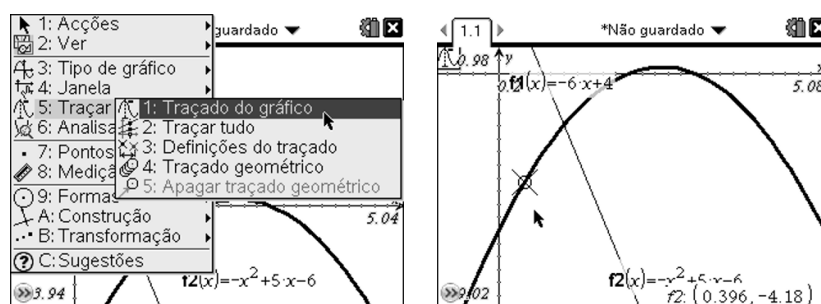 1: Acções
2: Ver
3: Tipo de gráfico
4: Janela
5: Traçar
6: Analisa
7: Pontos
8: Mediçã
9: Formas
A: Construção
B: Transformação
C: Sugestões
1: Traçado do gráfico
2: Traçar tudo
3: Definições do traçado
4: Traçado geométrico
5: Apagar traçado geométrico
guardado
5.04
f2(x)=-x²+5·x-6
3.94
1.1
*Não guardado
0.98 y
x
f1(x)=-6·x+4
5.08
f2(x)=-x²+5·x-6
f2: (0.396, -4.18)